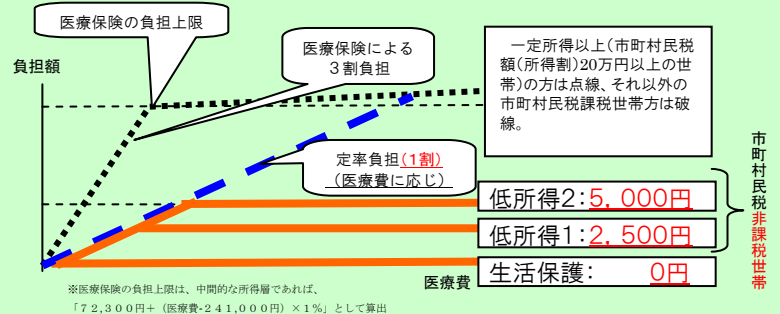 医療保険の負担上限
医療保険による
３割負担
一定所得以上(市町村民税
額(所得割)20万円以上の世
帯)の方は点線、それ以外の
市町村民税課税世帯方は破
線。
負担額
定率負担(1割)
(医療費に応じ)
低所得2：5,000円
低所得1：2,500円
生活保護：　0円
市町村民税非課税世帯
医療費
※医療保険の負担上限は、中間的な所得層であれば、
「７２,３００円＋（医療費-２４１,０００円）×１%」として算出